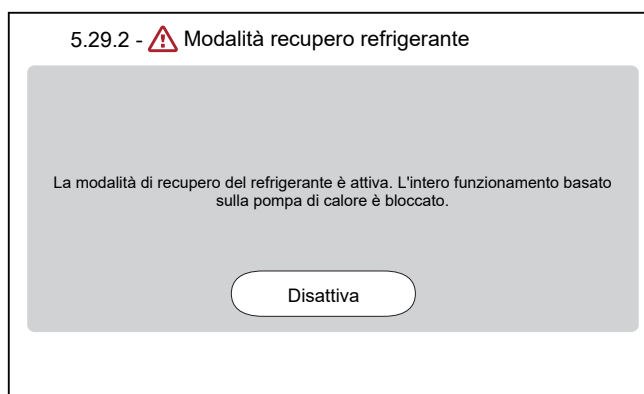 5.29.2 - Modalità recupero refrigerante
La modalità di recupero del refrigerante è attiva. L'intero funzionamento basato
sulla pompa di calore è bloccato.
Disattiva